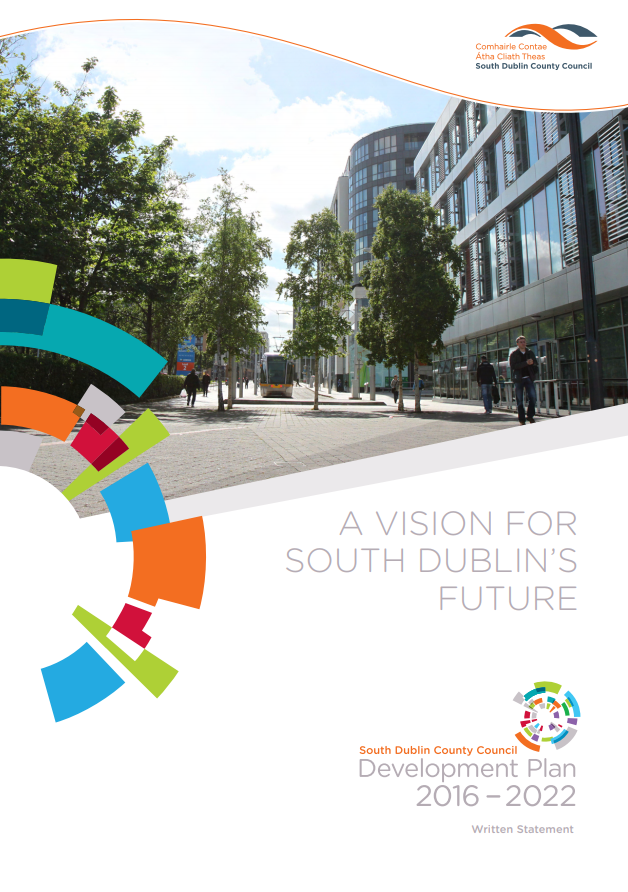 Comhairle Contae
Átha Cliath Theas
South Dublin County Council
A VISION FOR
SOUTH DUBLIN'S
FUTURE
South Dublin County Council
Development Plan
2016 – 2022
Written Statement